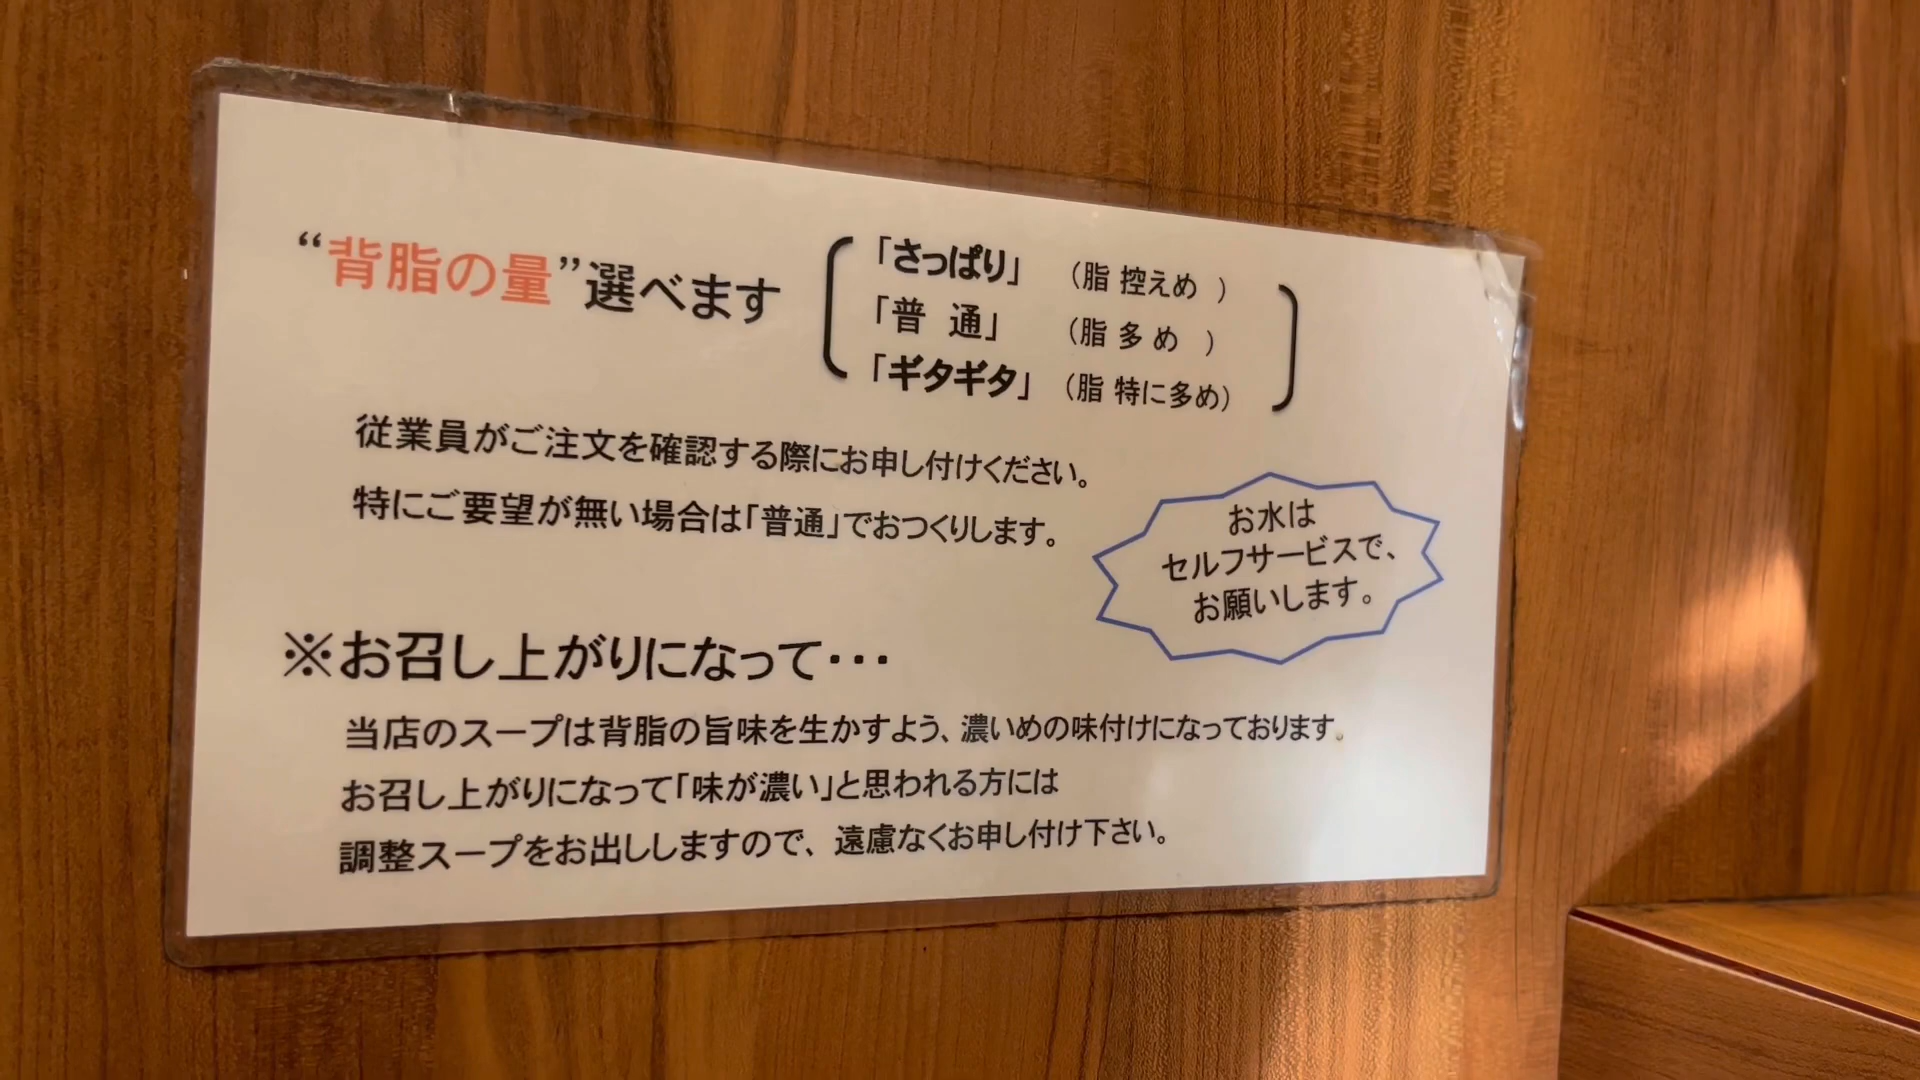 “背脂の量”選べます
「さっぱり」 (脂 控えめ )
「普 通」 (脂 多 め )
「ギタギタ」 (脂 特に多め)
従業員がご注文を確認する際にお申し付けください。
特にご要望が無い場合は「普通」でおつくりします。
お水は
セルフサービスで、
お願いします。
※お召し上がりになって・・・
当店のスープは背脂の旨味を生かすよう、濃いめの味付けになっております。
お召し上がりになって「味が濃い」と思われる方には
調整スープをお出ししますので、遠慮なくお申し付け下さい。